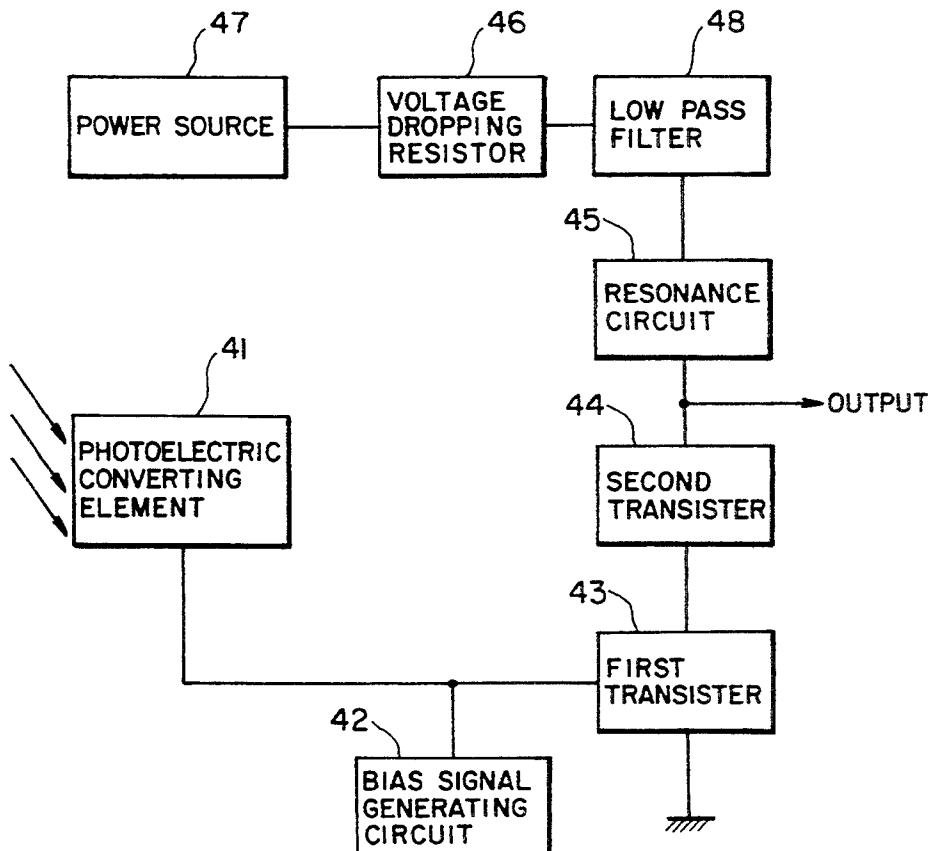 47
46
48
POWER SOURCE
VOLTAGE
DROPPING
RESISTOR
LOW PASS
FILTER
45
RESONANCE
CIRCUIT
41
44
OUTPUT
PHOTOELECTRIC
CONVERTING
ELEMENT
SECOND
TRANSISTER
43
FIRST
TRANSISTER
42
BIAS SIGNAL
GENERATING
CIRCUIT